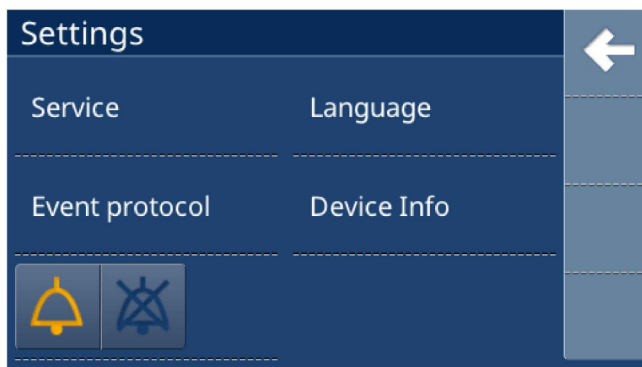 Settings
Service
Language
Event protocol
Device Info